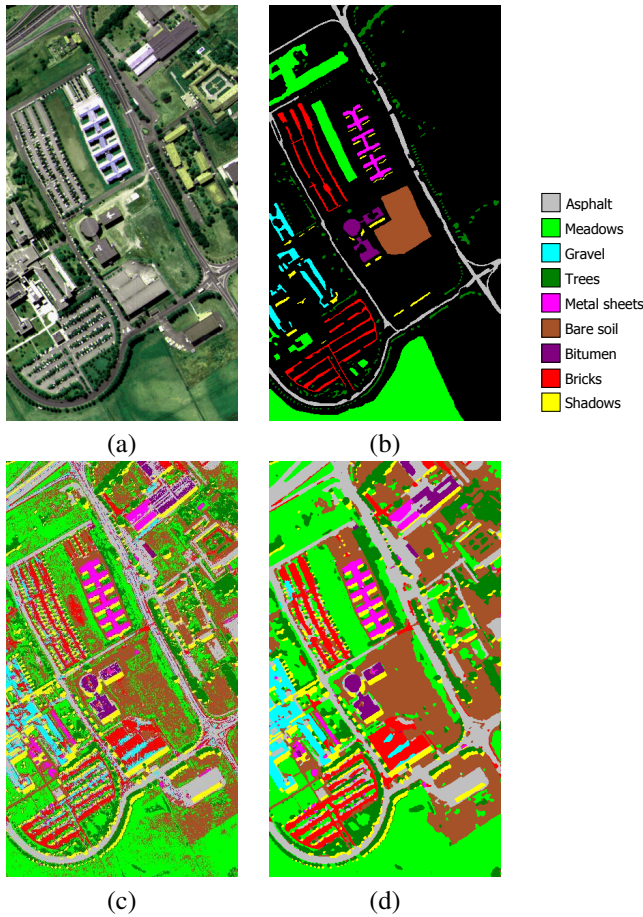 Asphalt
Meadows
Gravel
Trees
Metal sheets
Bare soil
Bitumen
Bricks
Shadows
(a)
(b)
(c)
(d)